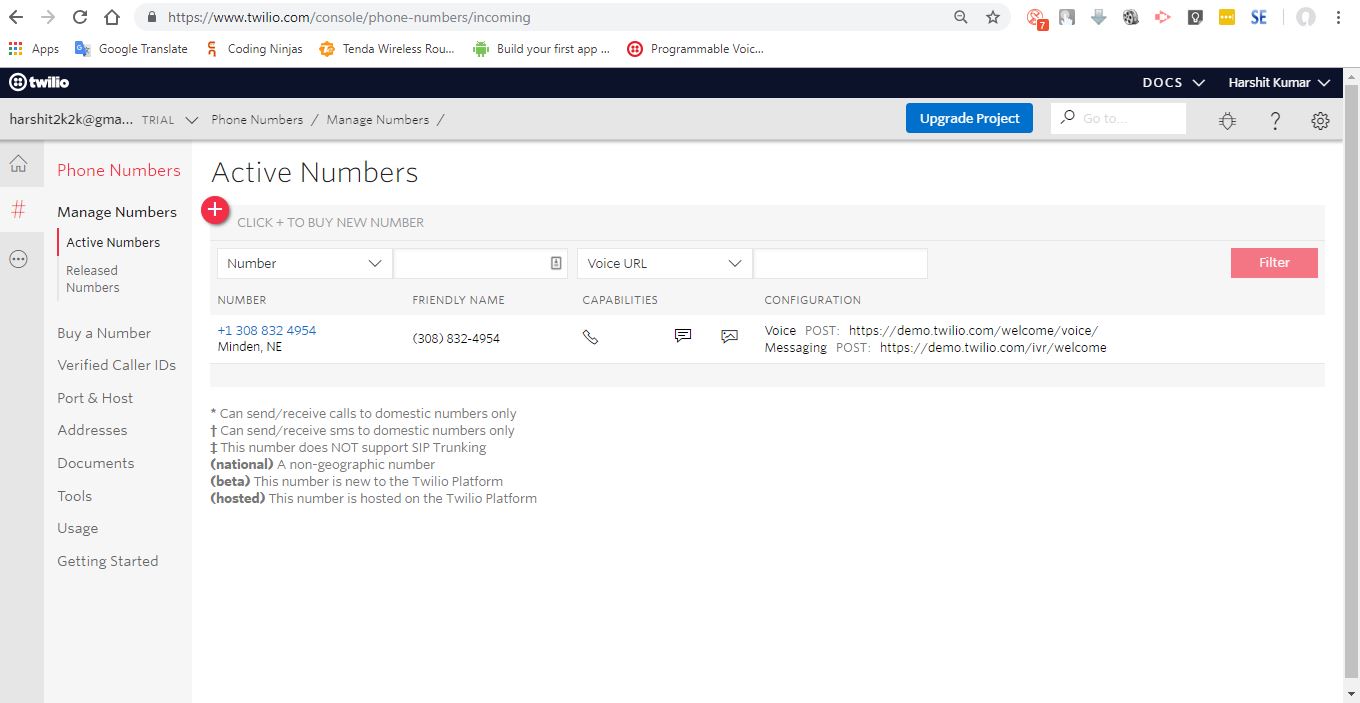 https://www.twilio.com/console/phone-numbers/incoming
7
SE
Apps
Google Translate
Coding Ninjas
Tenda Wireless Rou...
Build your first app ...
Programmable Voic...
twilio
DOCS
Harshit Kumar
harshit2k2k@gma...
TRIAL
Phone Numbers / Manage Numbers /
Upgrade Project
Go to...
?
#
Phone Numbers
Manage Numbers
Active Numbers
Released
Numbers
Buy a Number
Verified Caller IDs
Port & Host
Addresses
Documents
Tools
Usage
Getting Started
Active Numbers
+
CLICK + TO BUY NEW NUMBER
Number
Voice URL
Filter
NUMBER FRIENDLY NAME CAPABILITIES CONFIGURATION
+1 308 832 4954
Minden, NE
(308) 832-4954
Voice POST: https://demo.twilio.com/welcome/voice/
Messaging POST: https://demo.twilio.com/ivr/welcome
* Can send/receive calls to domestic numbers only
† Can send/receive sms to domestic numbers only
‡ This number does NOT support SIP Trunking
(national) A non-geographic number
(beta) This number is new to the Twilio Platform
(hosted) This number is hosted on the Twilio Platform